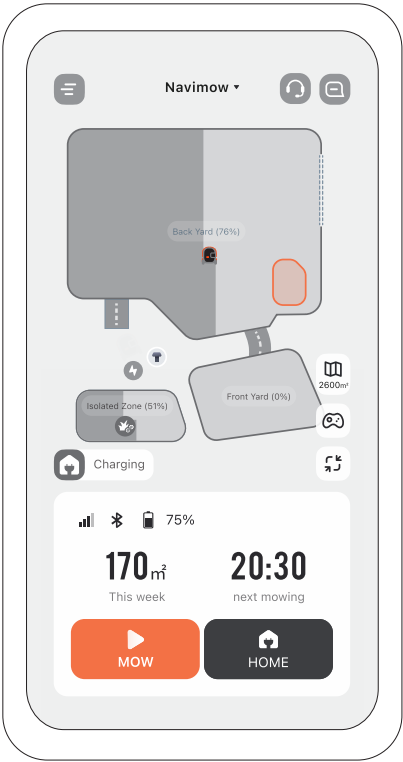 Navimow
Back Yard (76%)
2600m²
Front Yard (0%)
Isolated Zone (51%)
Charging
75%
170m² 20:30
This week next mowing
MOW HOME